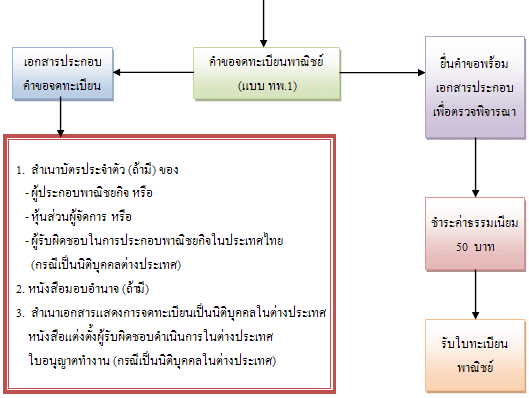 เอกสารประกอบ
คำขอจดทะเบียน
คำขอจดทะเบียนพาณิชย์
(แบบ ทพ.1)
ยื่นคำขอพร้อม
เอกสารประกอบ
เพื่อตรวจพิจารณา
1. สำเนาบัตรประจำตัว (ถ้ามี) ของ
- ผู้ประกอบพาณิชยกิจ หรือ
- หุ้นส่วนผู้จัดการ หรือ
- ผู้รับผิดชอบในการประกอบพาณิชยกิจในประเทศไทย
(กรณีเป็นนิติบุคคลต่างประเทศ)
2. หนังสือมอบอำนาจ (ถ้ามี)
3. สำเนาเอกสารแสดงการจดทะเบียนเป็นนิติบุคคลในต่างประเทศ
หนังสือแต่งตั้งผู้รับผิดชอบดำเนินการในต่างประเทศ
ใบอนุญาตทำงาน (กรณีเป็นนิติบุคคลในต่างประเทศ)
ชำระค่าธรรมเนียม
50 บาท
รับใบทะเบียน
พาณิชย์